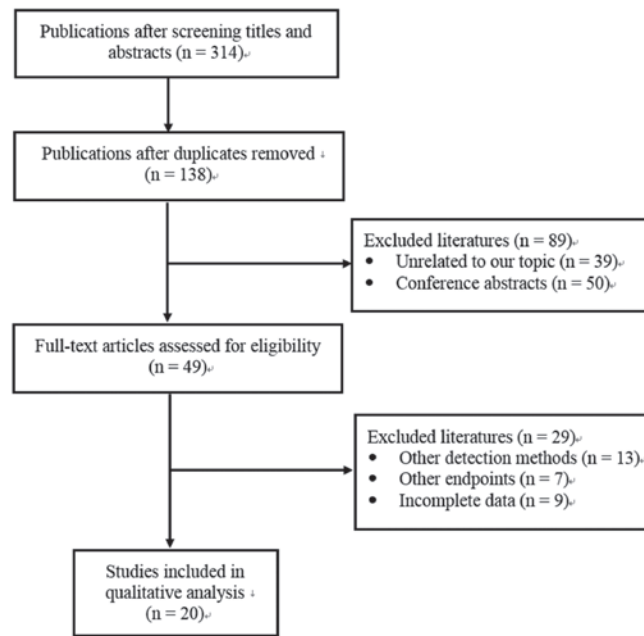 Publications after screening titles and
abstracts (n = 314)
Publications after duplicates removed
(n = 138)
Excluded literatures (n = 89)
• Unrelated to our topic (n = 39)
• Conference abstracts (n = 50)
Full-text articles assessed for eligibility
(n = 49)
Excluded literatures (n = 29)
• Other detection methods (n = 13)
• Other endpoints (n = 7)
• Incomplete data (n = 9)
Studies included in
qualitative analysis
(n = 20)